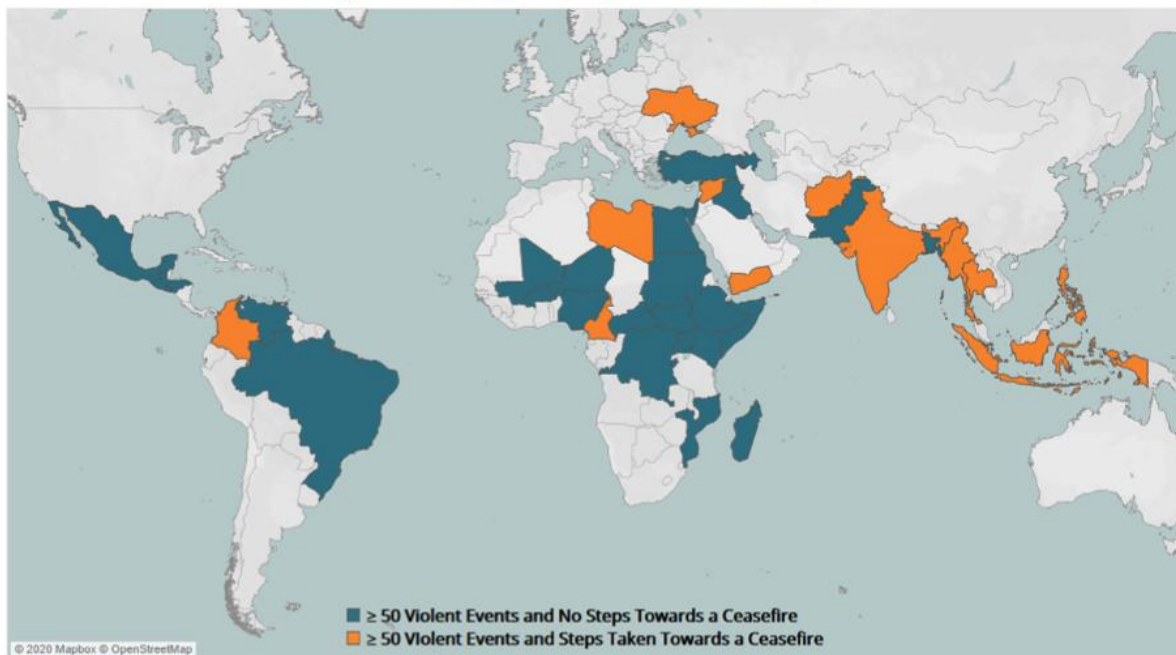 ≥ 50 Violent Events and No Steps Towards a Ceasefire
≥ 50 VIolent Events and Steps Taken Towards a Ceasefire
© 2020 Mapbox © OpenStreetMap